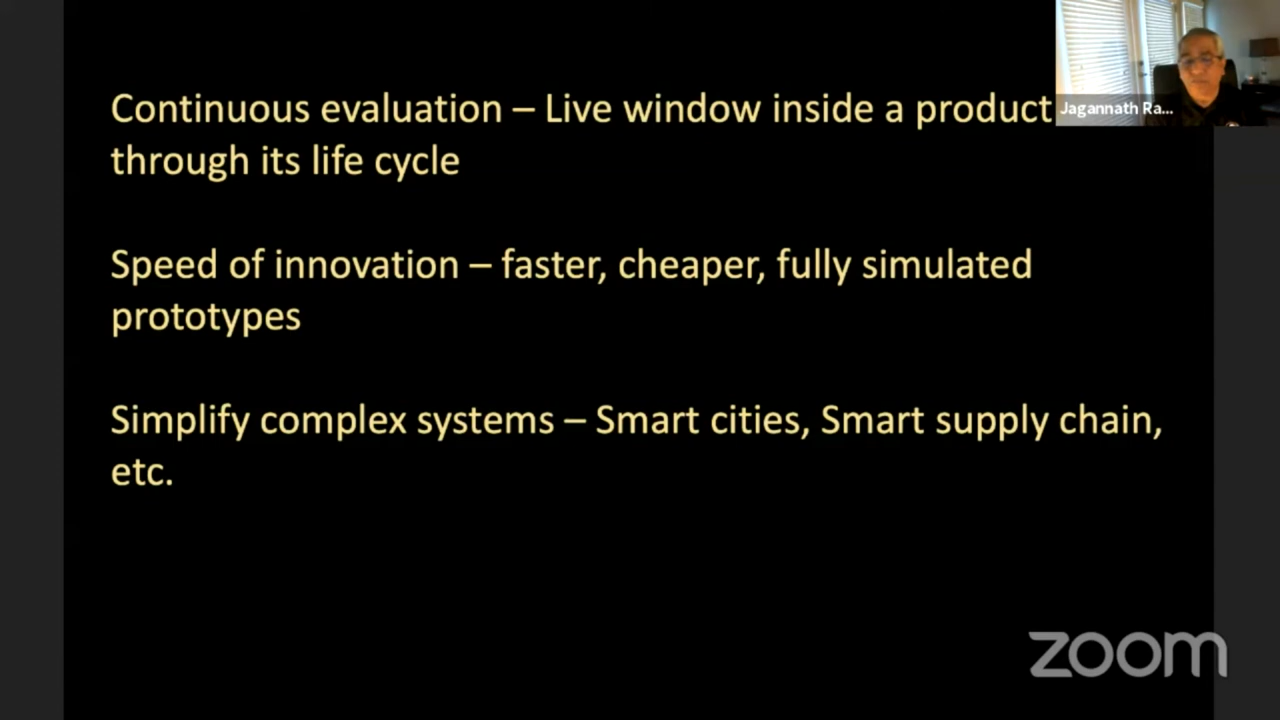 Continuous evaluation – Live window inside a product
through its life cycle
Jagannath Ra...
Speed of innovation – faster, cheaper, fully simulated
prototypes
Simplify complex systems – Smart cities, Smart supply chain,
etc.
zoom